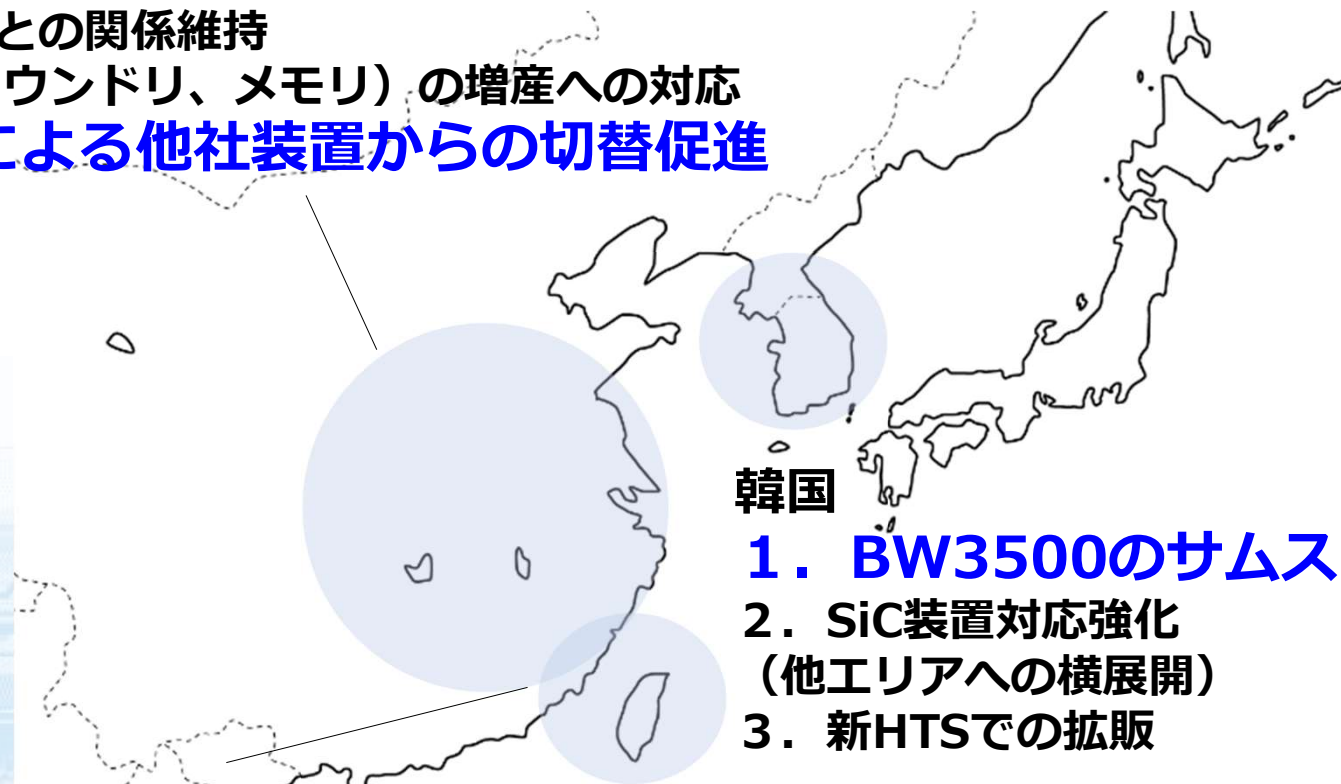 との関係維持
ウンドリ、メモリ）の増産への対応
による他社装置からの切替促進
韓国
１．BW3500のサムス
２．SiC装置対応強化
（他エリアへの横展開）
３．新HTSでの拡販